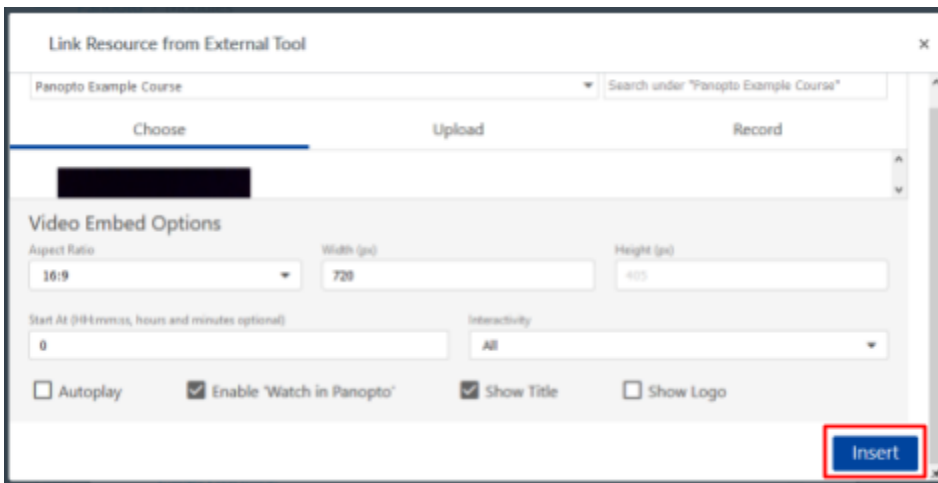 Link Resource from External Tool ×
Panopto Example Course Search under "Panopto Example Course"
Choose Upload Record
Video Embed Options
Aspect Ratio Width (px) Height (px)
16:9 720 405
Start At (HH:mm:ss, hours and minutes optional) Interactivity
0 All
Autoplay Enable 'Watch in Panopto' Show Title Show Logo
Insert